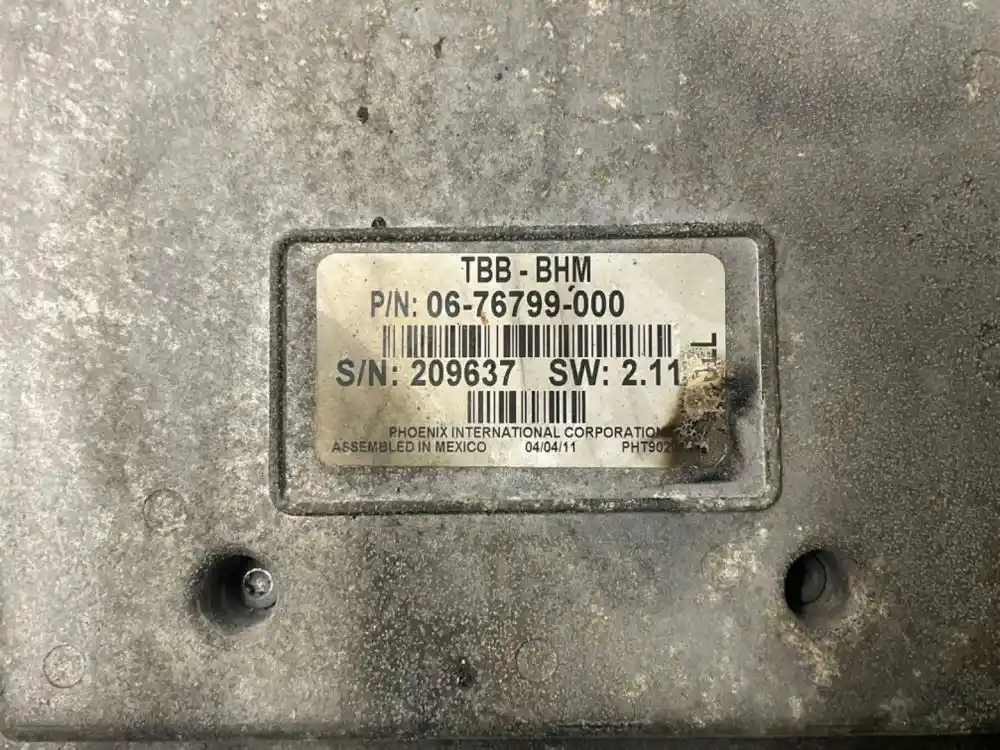 TBB - BHM
P/N: 06-76799-000
S/N: 209637 SW: 2.11
PHOENIX INTERNATIONAL CORPORATION
ASSEMBLED IN MEXICO 04/04/11